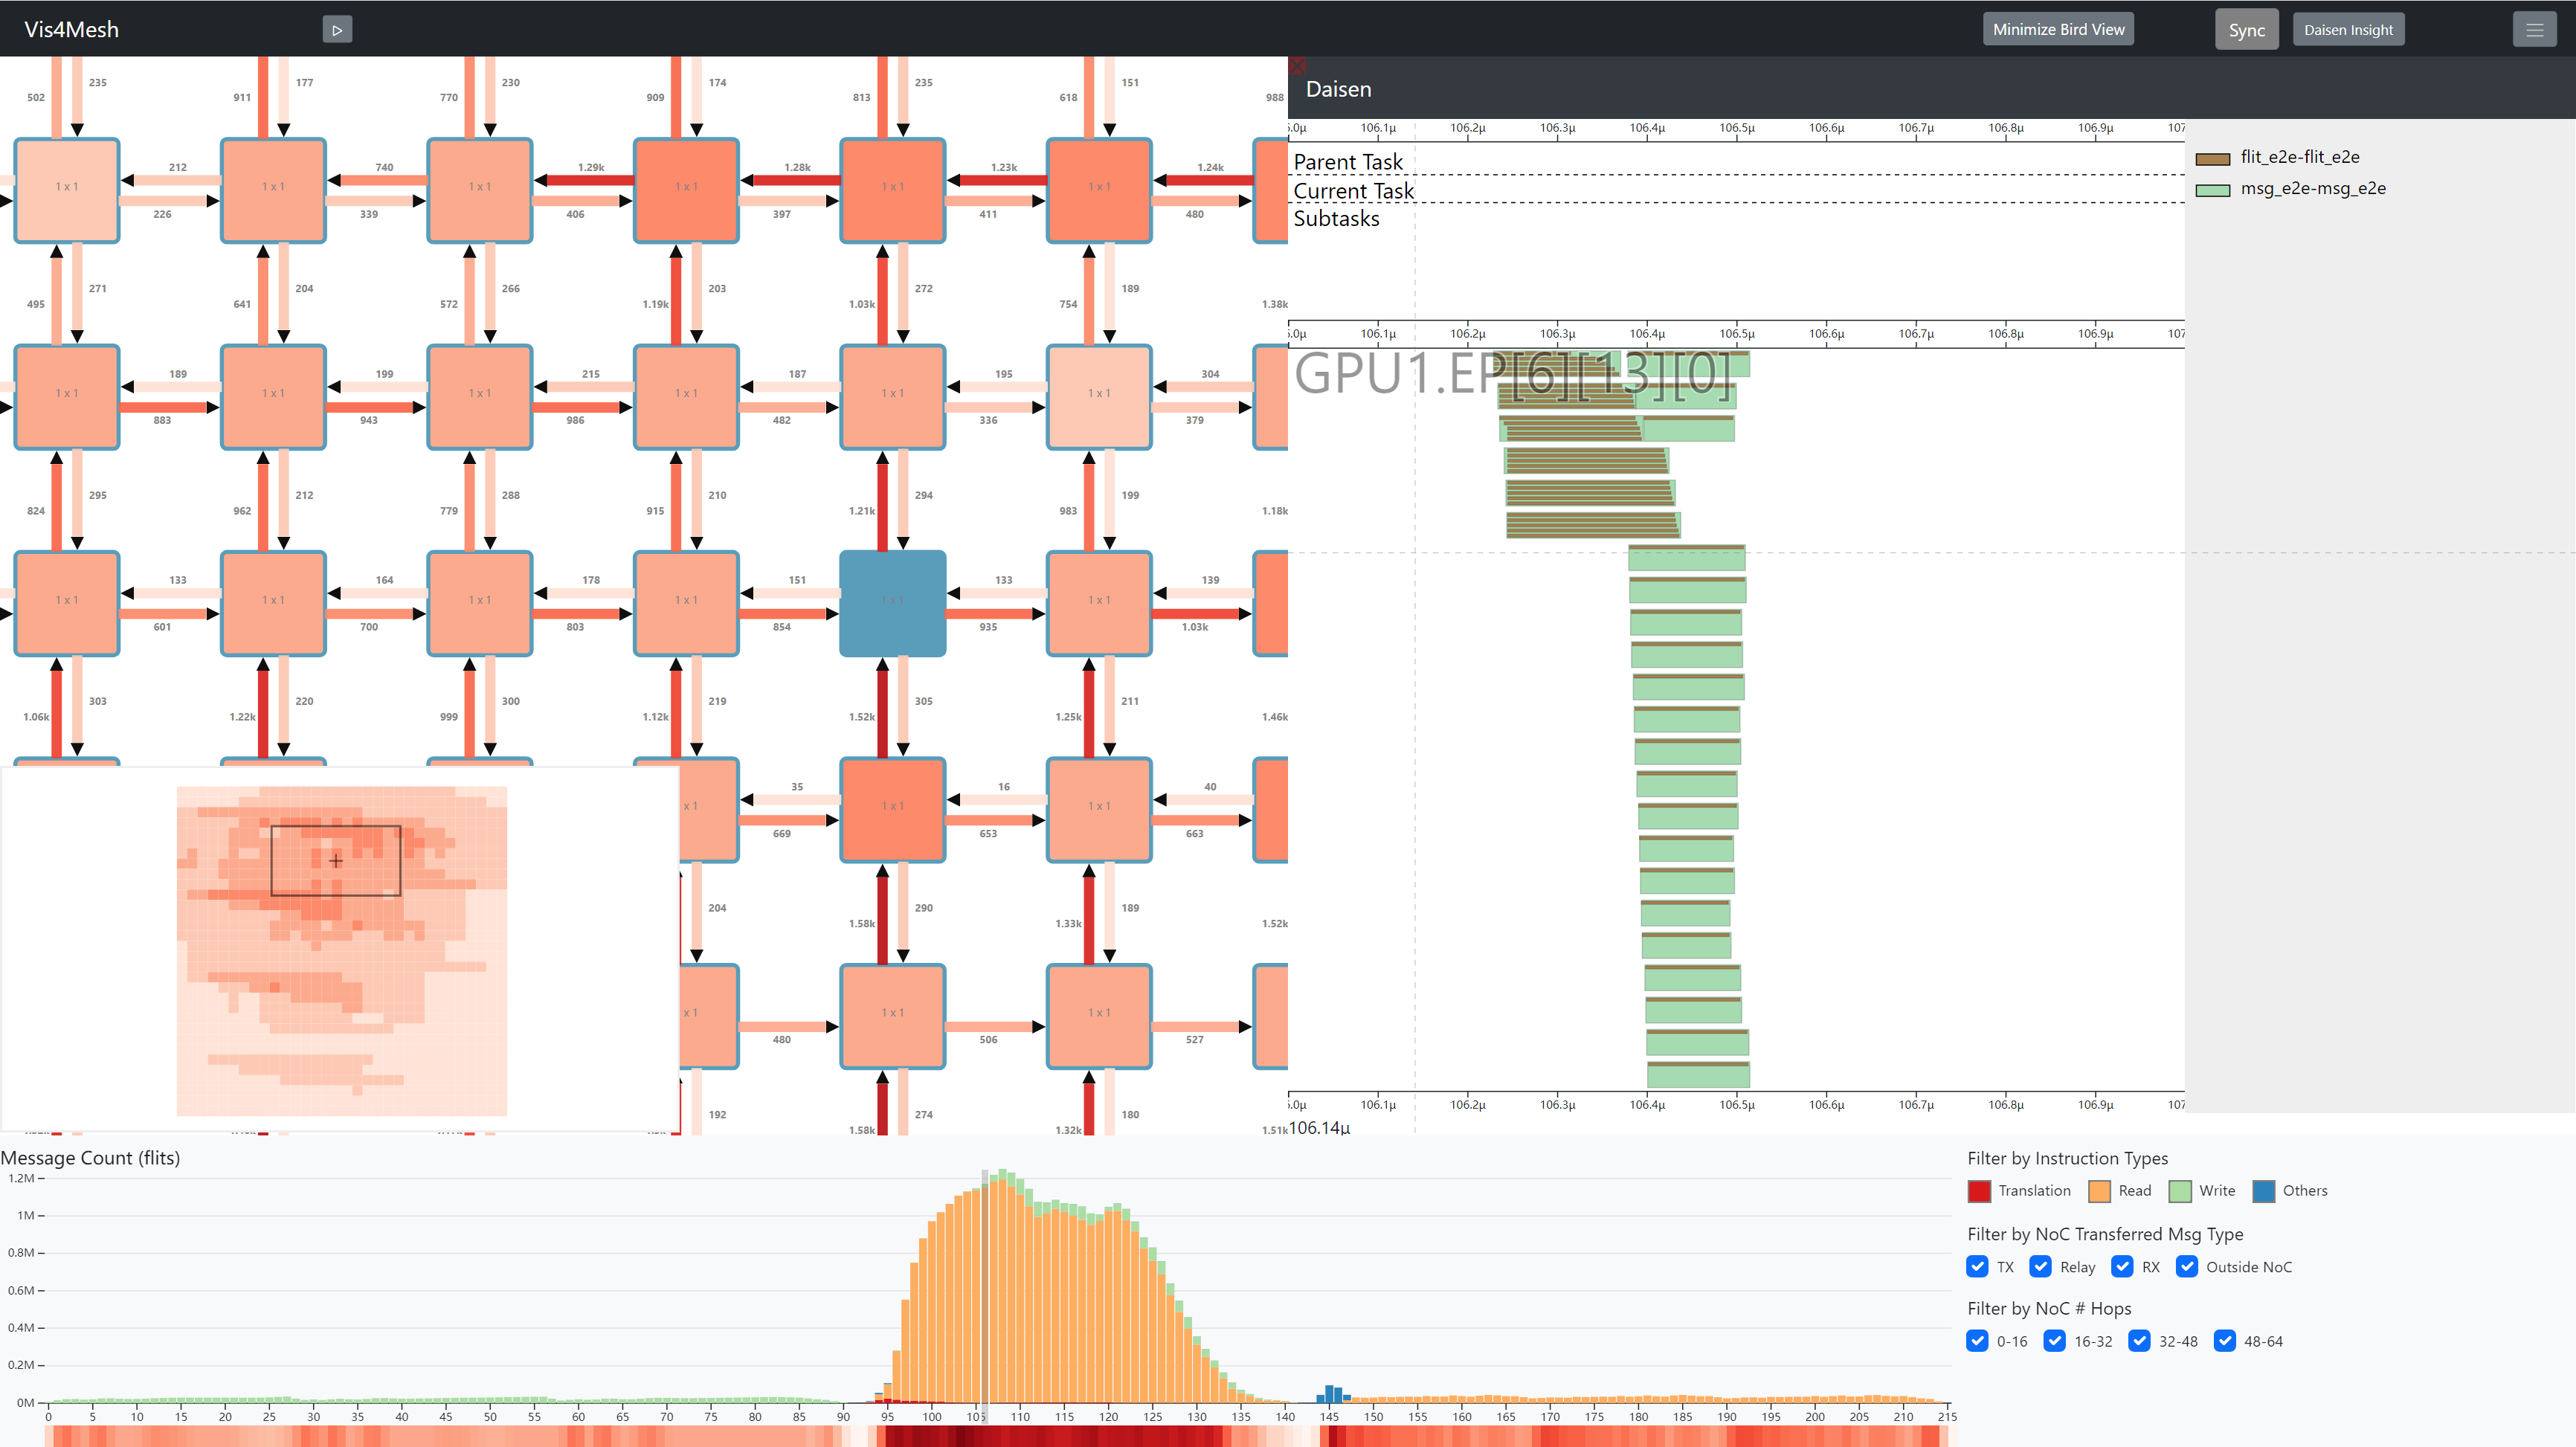 Vis4Mesh
Minimize Bird View
Sync
Daisen Insight
502 235 911 177 770 230 909 174 813 235 618 151 988
1 x 1 212 226 1 x 1 740 339 1 x 1 1.29k 406 1 x 1 1.28k 397 1 x 1 1.23k 411 1 x 1 1.24k 480
495 271 641 204 572 266 1.19k 203 1.03k 272 754 189 1.38k
1 x 1 189 883 1 x 1 199 943 1 x 1 215 986 1 x 1 187 482 1 x 1 195 336 1 x 1 304 379
824 295 962 212 779 288 915 210 1.21k 294 983 199 1.18k
1 x 1 133 601 1 x 1 164 700 1 x 1 178 803 1 x 1 151 854 1 x 1 133 935 1 x 1 139 1.03k
1.06k 303 1.22k 220 999 300 1.12k 219 1.52k 305 1.25k 211 1.46k
x 1 35 669 1 x 1 16 653 1 x 1 40 663
204 1.58k 290 1.33k 189 1.52k
x 1 480 1 x 1 506 1 x 1 527
192 1.58k 274 1.32k 180 1.51k
Daisen
.0μ 106.1μ 106.2μ 106.3μ 106.4μ 106.5μ 106.6μ 106.7μ 106.8μ 106.9μ 107
Parent Task
Current Task
Subtasks
.0μ 106.1μ 106.2μ 106.3μ 106.4μ 106.5μ 106.6μ 106.7μ 106.8μ 106.9μ 107
GPU1.EP[6][13][0]
.0μ 106.1μ 106.2μ 106.3μ 106.4μ 106.5μ 106.6μ 106.7μ 106.8μ 106.9μ 107
106.14μ
flit_e2e-flit_e2e
msg_e2e-msg_e2e
Message Count (flits)
1.2M
1M
0.8M
0.6M
0.4M
0.2M
0M
0 5 10 15 20 25 30 35 40 45 50 55 60 65 70 75 80 85 90 95 100 105 110 115 120 125 130 135 140 145 150 155 160 165 170 175 180 185 190 195 200 205 210 215
Filter by Instruction Types
Translation Read Write Others
Filter by NoC Transferred Msg Type
TX Relay RX Outside NoC
Filter by NoC # Hops
0-16 16-32 32-48 48-64